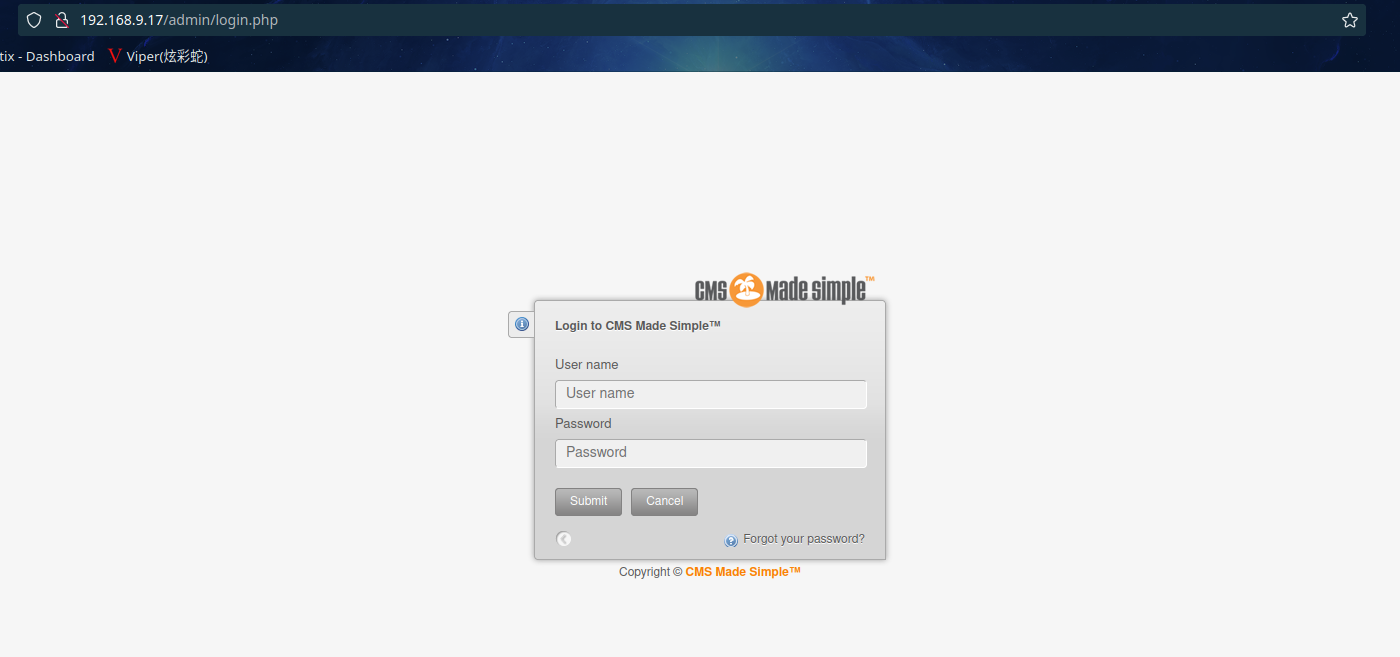 192.168.9.17/admin/login.php
tix - Dashboard V Viper(炫彩蛇)
CMS made simple™
Login to CMS Made Simple™
User name
User name
Password
Password
Submit Cancel
Forgot your password?
Copyright © CMS Made Simple™